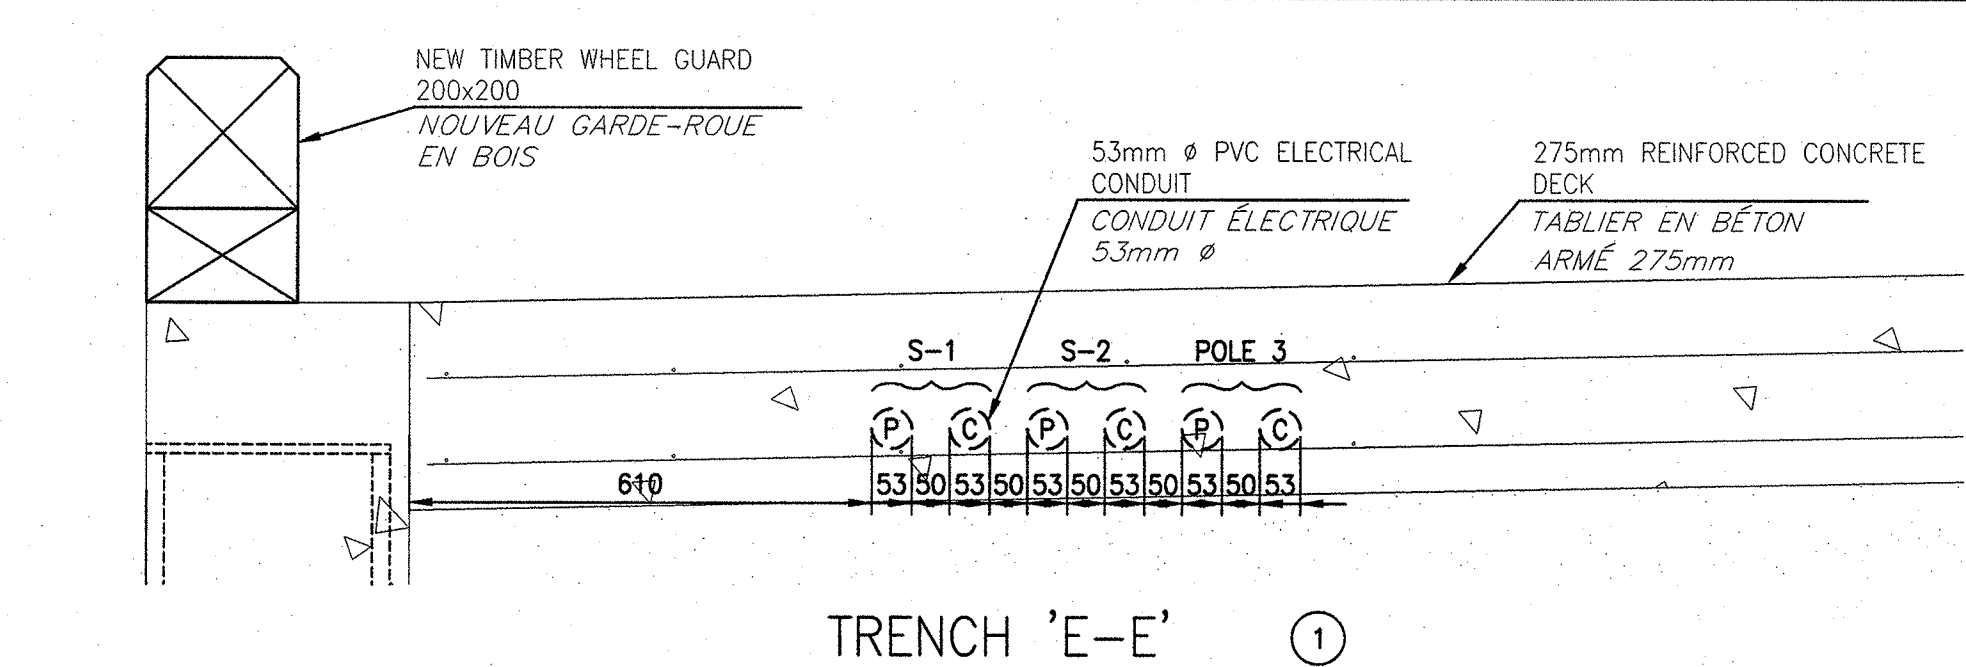 NEW TIMBER WHEEL GUARD
200x200
NOUVEAU GARDE-ROUE
EN BOIS
53mm ø PVC ELECTRICAL
CONDUIT
CONDUIT ÉLECTRIQUE
53mm ø
275mm REINFORCED CONCRETE
DECK
TABLIER EN BÉTON
ARMÉ 275mm
S-1 S-2 POLE 3
P C P C P C
610 53 50 53 50 53 50 53 50 53 50 53
TRENCH 'E-E' 1